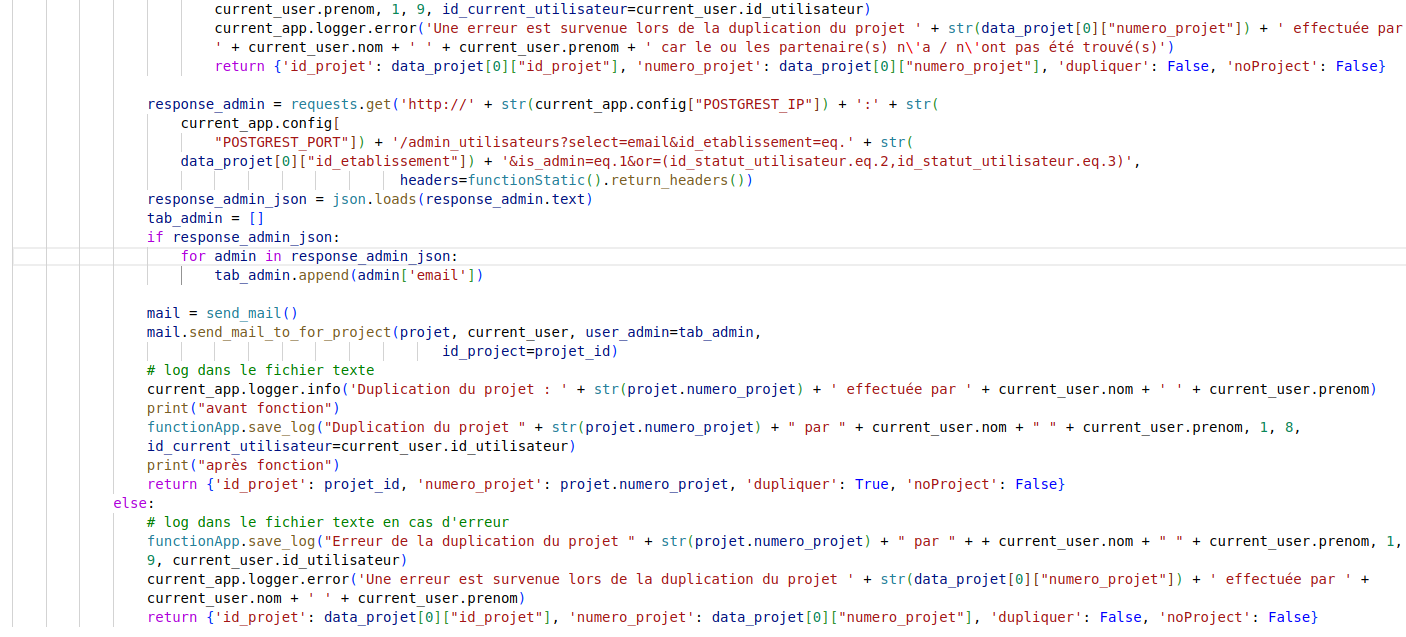 current_user.prenom, 1, 9, id_current_utilisateur=current_user.id_utilisateur)
current_app.logger.error('Une erreur est survenue lors de la duplication du projet ' + str(data_projet[0]["numero_projet"]) + ' effectuée par
' + current_user.nom + ' ' + current_user.prenom + ' car le ou les partenaire(s) n\'a / n\'ont pas été trouvé(s)')
return {'id_projet': data_projet[0]["id_projet"], 'numero_projet': data_projet[0]["numero_projet"], 'dupliquer': False, 'noProject': False}
response_admin = requests.get('http://' + str(current_app.config["POSTGREST_IP"]) + ':' + str(
current_app.config[
"POSTGREST_PORT"]) + '/admin_utilisateurs?select=email&id_etablissement=eq.' + str(
data_projet[0]["id_etablissement"]) + '&is_admin=eq.1&or=(id_statut_utilisateur.eq.2,id_statut_utilisateur.eq.3)',
headers=functionStatic().return_headers())
response_admin_json = json.loads(response_admin.text)
tab_admin = []
if response_admin_json:
for admin in response_admin_json:
tab_admin.append(admin['email'])
mail = send_mail()
mail.send_mail_to_for_project(projet, current_user, user_admin=tab_admin,
id_project=projet_id)
# log dans le fichier texte
current_app.logger.info('Duplication du projet : ' + str(projet.numero_projet) + ' effectuée par ' + current_user.nom + ' ' + current_user.prenom)
print("avant fonction")
functionApp.save_log("Duplication du projet " + str(projet.numero_projet) + " par " + current_user.nom + " " + current_user.prenom, 1, 8,
id_current_utilisateur=current_user.id_utilisateur)
print("après fonction")
return {'id_projet': projet_id, 'numero_projet': projet.numero_projet, 'dupliquer': True, 'noProject': False}
else:
# log dans le fichier texte en cas d'erreur
functionApp.save_log("Erreur de la duplication du projet " + str(projet.numero_projet) + " par " + + current_user.nom + " " + current_user.prenom, 1,
9, current_user.id_utilisateur)
current_app.logger.error('Une erreur est survenue lors de la duplication du projet ' + str(data_projet[0]["numero_projet"]) + ' effectuée par ' +
current_user.nom + ' ' + current_user.prenom)
return {'id_projet': data_projet[0]["id_projet"], 'numero_projet': data_projet[0]["numero_projet"], 'dupliquer': False, 'noProject': False}